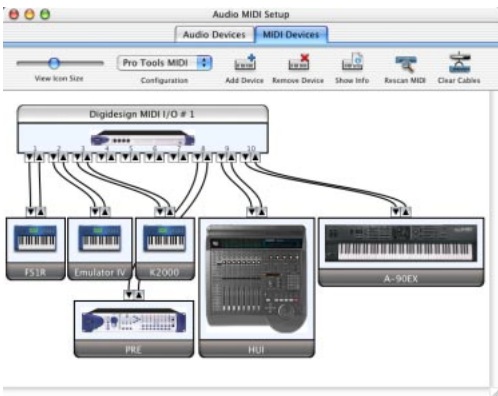 Audio MIDI Setup
Audio Devices MIDI Devices
Pro Tools MIDI
View Icon Size Configuration Add Device Remove Device Show Info Rescan MIDI Clear Cables
Digidesign MIDI I/O # 1
1 2 3 4 5 6 7 8 9 10
FS1R Emulator IV K2000 A-90EX
PRE HUI